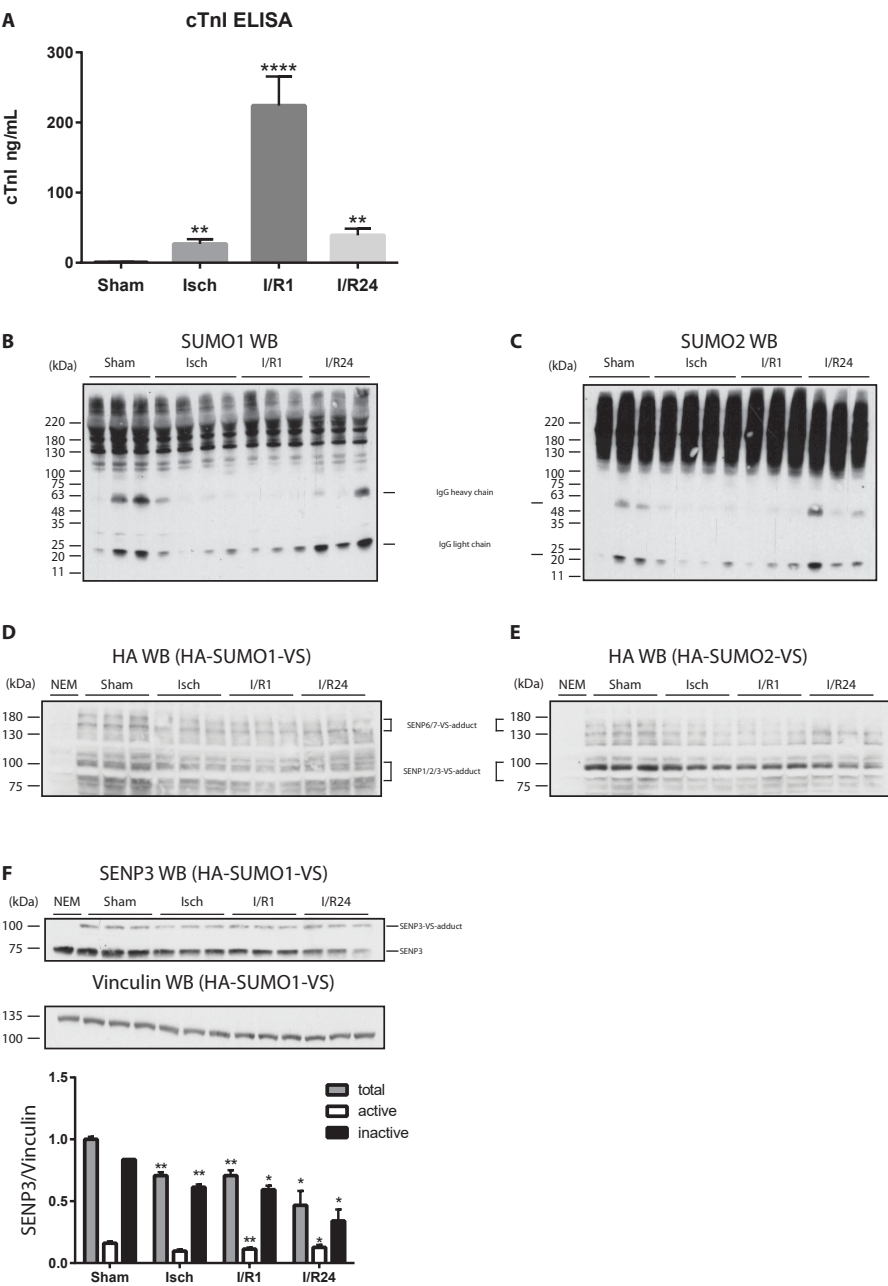 A
cTnI ELISA
cTnI ng/mL
300
200
100
0
**
****
**
Sham Isch I/R1 I/R24
B
SUMO1 WB
(kDa) Sham Isch I/R1 I/R24
220
180
130
100
75
63
48
35
25
20
11
IgG heavy chain
IgG light chain
C
SUMO2 WB
(kDa) Sham Isch I/R1 I/R24
220
180
130
100
75
63
48
35
25
20
11
D
HA WB (HA-SUMO1-VS)
(kDa) NEM Sham Isch I/R1 I/R24
180
130
100
75
SENP6/7-VS-adduct
SENP1/2/3-VS-adduct
E
HA WB (HA-SUMO2-VS)
(kDa) NEM Sham Isch I/R1 I/R24
180
130
100
75
F
SENP3 WB (HA-SUMO1-VS)
(kDa) NEM Sham Isch I/R1 I/R24
100
75
SENP3-VS-adduct
SENP3
Vinculin WB (HA-SUMO1-VS)
135
100
SENP3/Vinculin
1.5
1.0
0.5
0.0
total
active
inactive
** **
** ** *
* * *
Sham Isch I/R1 I/R24